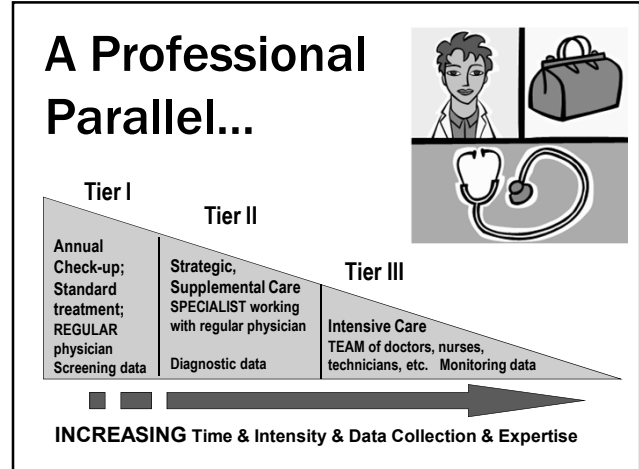 A Professional
Parallel...
Tier I
Annual
Check-up;
Standard
treatment;
REGULAR
physician
Screening data
Tier II
Strategic,
Supplemental Care
SPECIALIST working
with regular physician
Diagnostic data
Tier III
Intensive Care
TEAM of doctors, nurses,
technicians, etc. Monitoring data
INCREASING Time & Intensity & Data Collection & Expertise